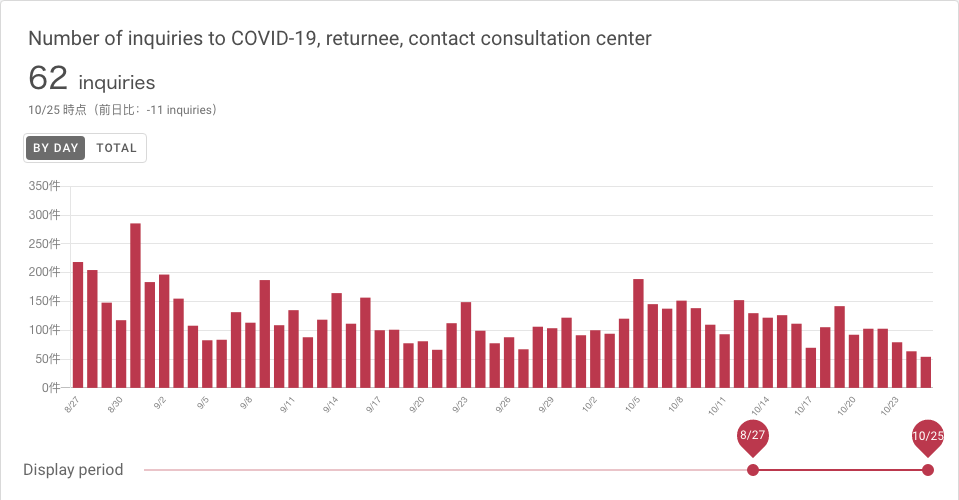 Number of inquiries to COVID-19, returnee, contact consultation center
62 inquiries
10/25 時点（前日比：-11 inquiries）
BY DAY TOTAL
350件
300件
250件
200件
150件
100件
50件
0件
8/27 8/30 9/2 9/5 9/8 9/11 9/14 9/17 9/20 9/23 9/26 9/29 10/2 10/5 10/8 10/11 10/14 10/17 10/20 10/23
8/27 10/25
Display period